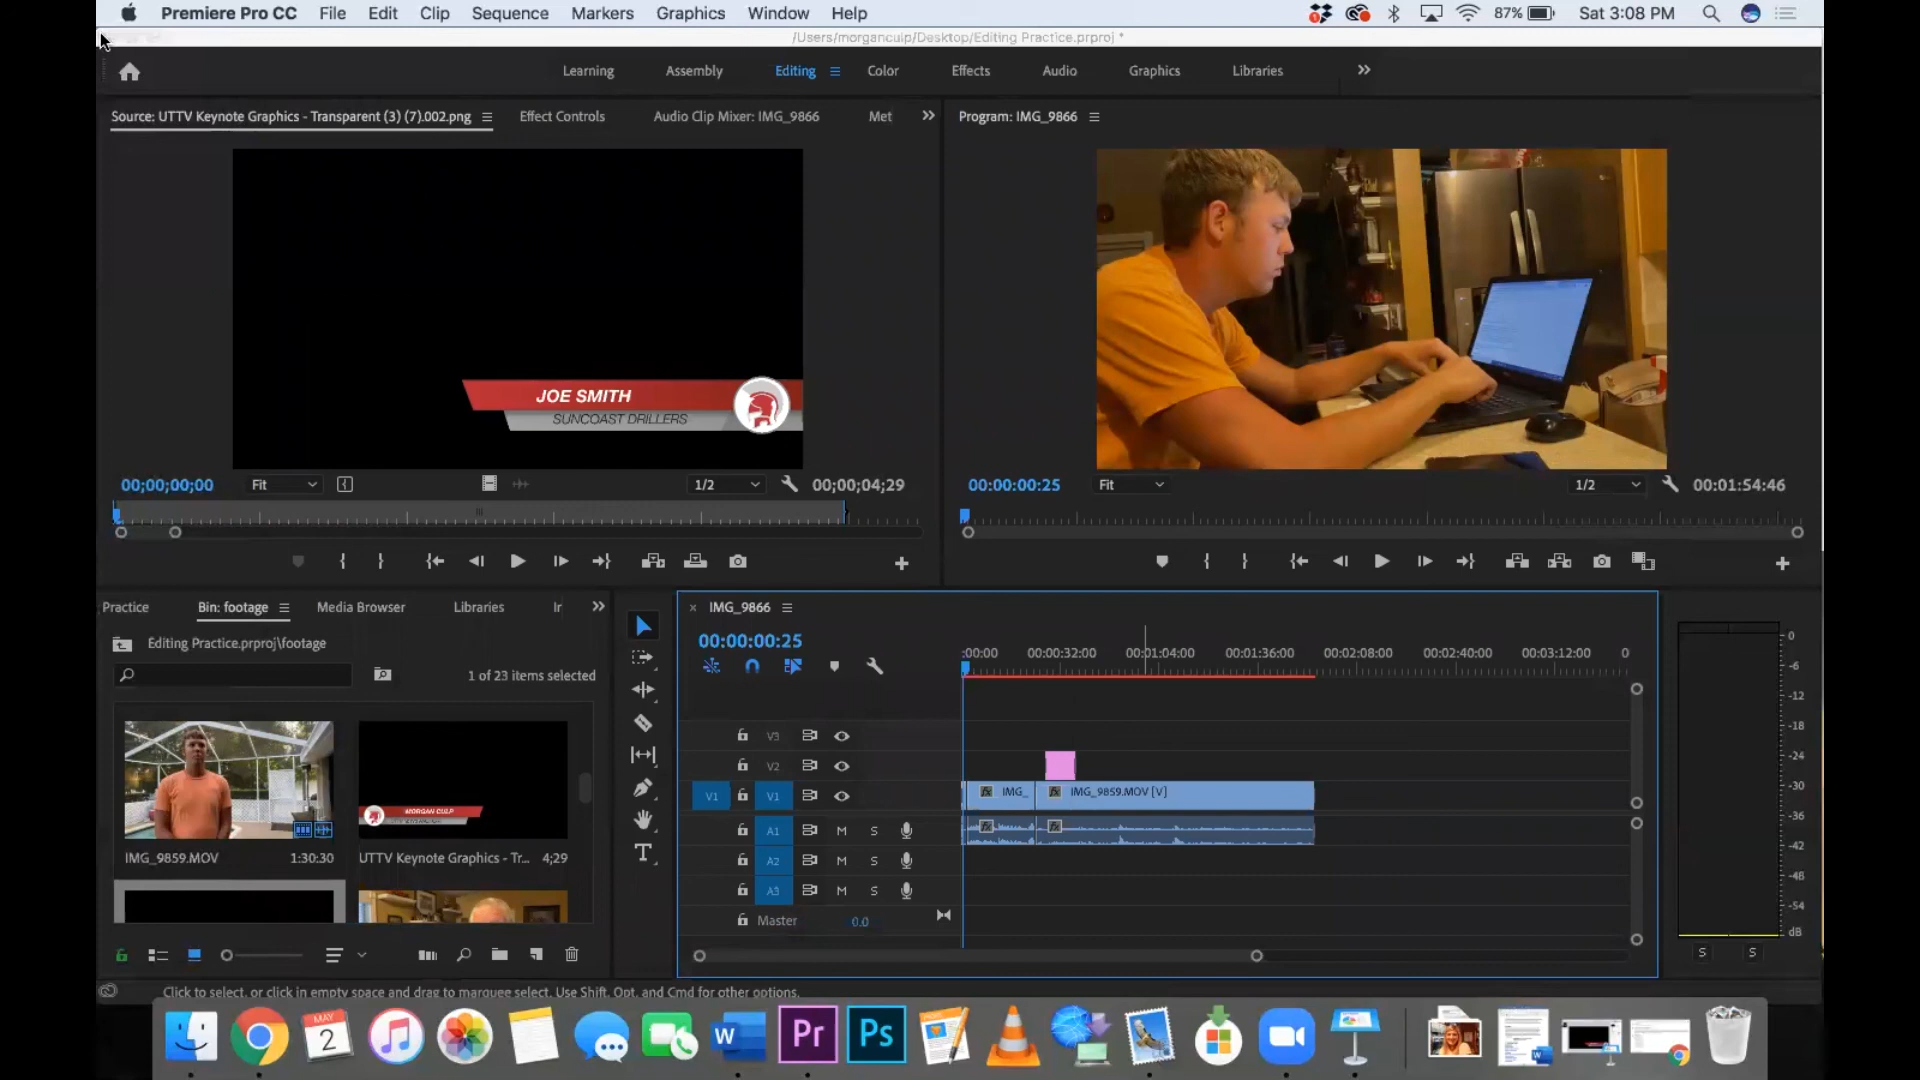 Premiere Pro CC File Edit Clip Sequence Markers Graphics Window Help 87% Sat 3:08 PM
/Users/morganculp/Desktop/Editing Practice.prproj *
Learning Assembly Editing Color Effects Audio Graphics Libraries
Source: UTTV Keynote Graphics - Transparent (3) (7).002.png Effect Controls Audio Clip Mixer: IMG_9866 Met Program: IMG_9866
JOE SMITH
SUNCOAST DRILLERS
00;00;00;00 Fit 1/2 00;00;04;29 00:00:00:25 Fit 1/2 00:01:54:46
Practice Bin: footage Media Browser Libraries Ir
IMG_9866
Editing Practice.prproj\footage
00:00:00:25
1 of 23 items selected
:00:00 00:00:32:00 00:01:04:00 00:01:36:00 00:02:08:00 00:02:40:00 00:03:12:00 0
MORGAN CULP
IMG_9859.MOV 1:30:30 UTTV Keynote Graphics - Tr... 4;29
V3
V2
V1 V1 fx IMG_ fx IMG_9859.MOV [V]
A1 M S
A2 M S
A3 M S
Master 0.0
0
-6
-12
-18
-24
-30
-36
-42
-48
-54
dB
S S
Click to select, or click in empty space and drag to marquee select. Use Shift, Opt, and Cmd for other options.
MAY
2
W
Pr
Ps